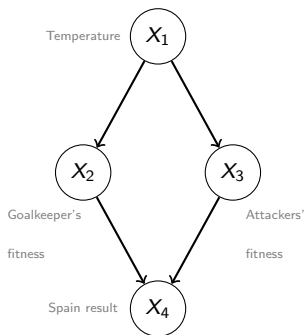 Temperature X1
X2 X3
Goalkeeper's Attackers'
fitness fitness
Spain result X4